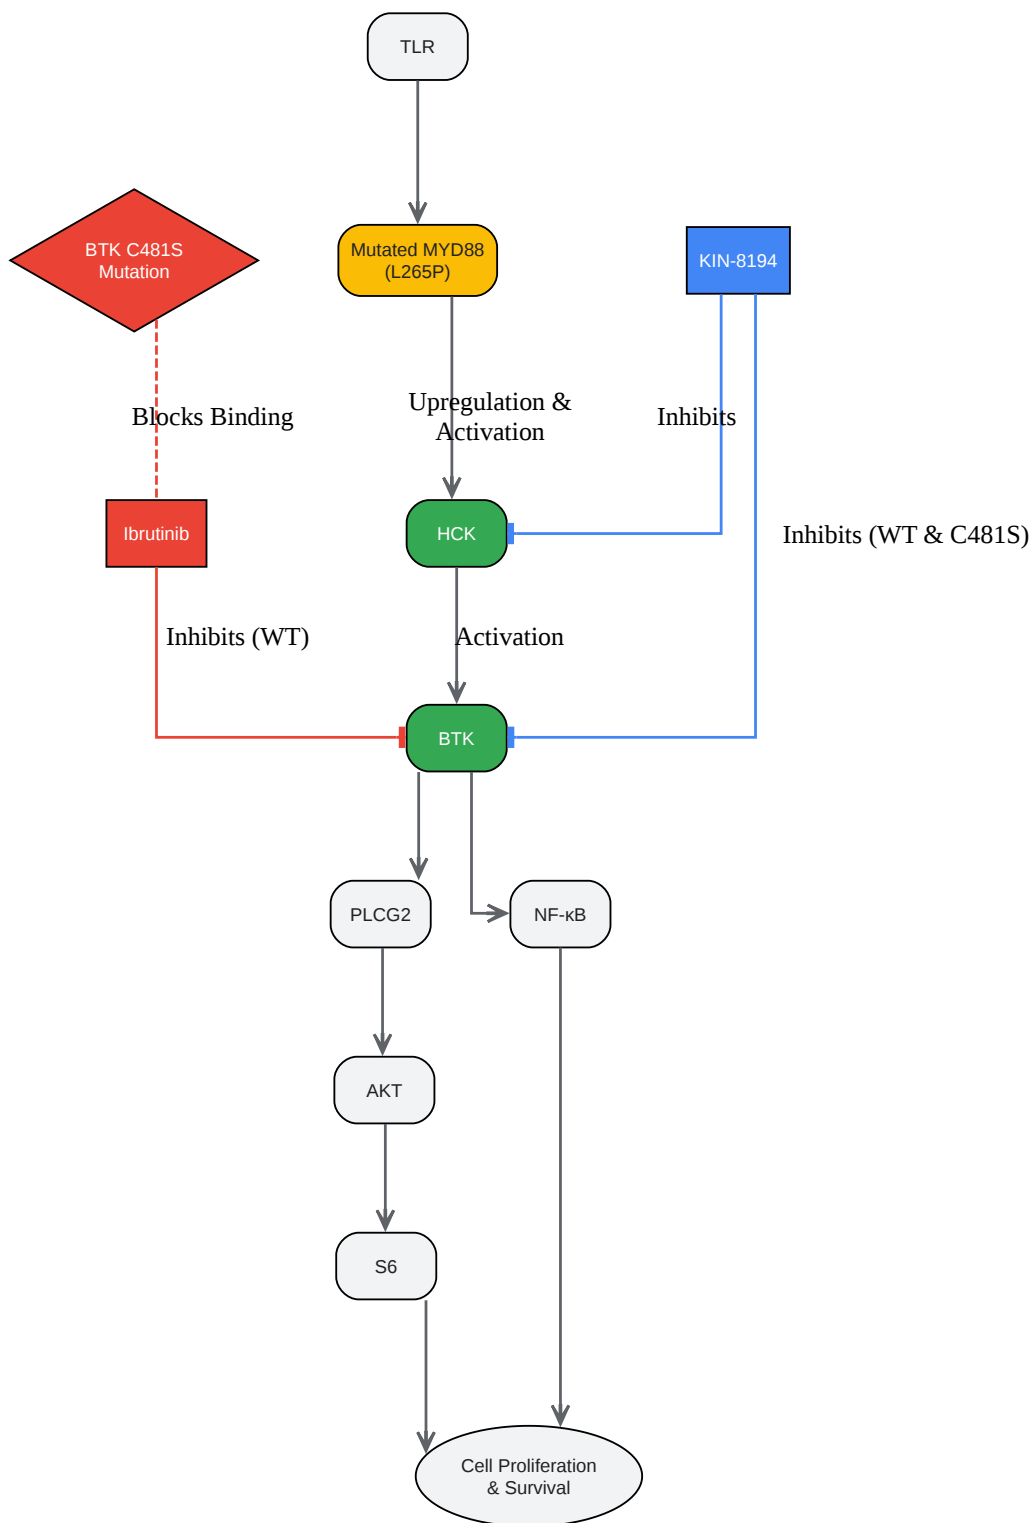 TLR
BTK C481S
Mutation
Mutated MYD88
(L265P)
KIN-8194
Blocks Binding
Upregulation &
Activation
Inhibits
Ibrutinib
HCK
Inhibits (WT & C481S)
Inhibits (WT)
Activation
BTK
PLCG2
NF-κB
AKT
S6
Cell Proliferation
& Survival